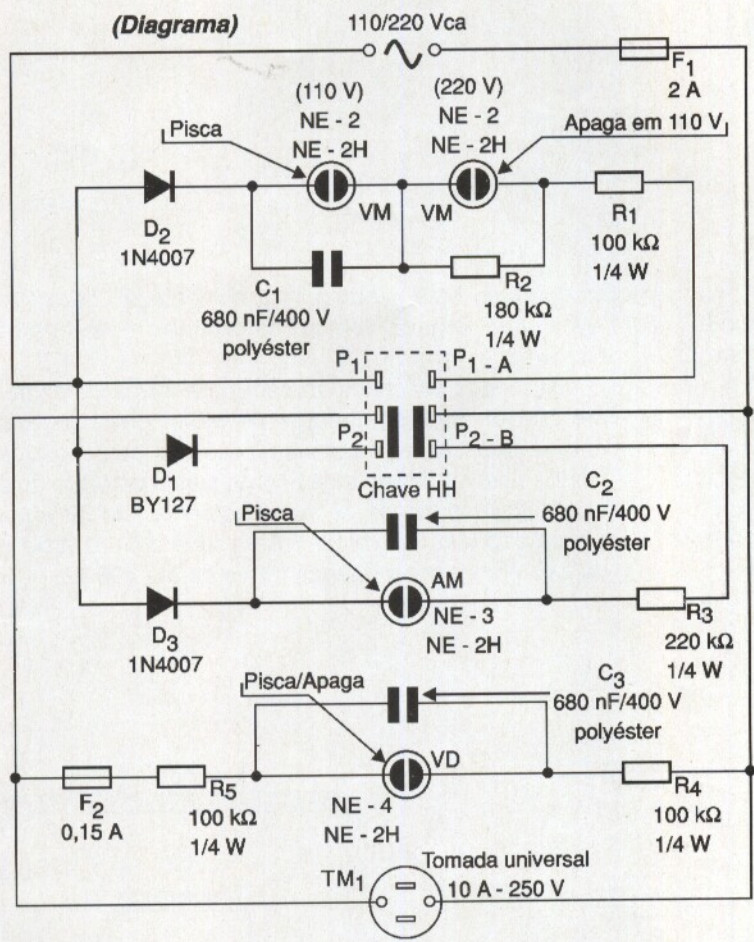 (Diagrama)
110/220 Vca
F1
2 A
(110 V)
NE - 2
NE - 2H
(220 V)
NE - 2
NE - 2H
Pisca
Apaga em 110 V
VM
VM
D2
1N4007
R1
100 kΩ
1/4 W
C1
680 nF/400 V
polyéster
R2
180 kΩ
1/4 W
P1
P1 - A
P2
P2 - B
Chave HH
D1
BY127
C2
680 nF/400 V
polyéster
Pisca
AM
NE - 3
NE - 2H
D3
1N4007
R3
220 kΩ
1/4 W
C3
680 nF/400 V
polyéster
Pisca/Apaga
VD
NE - 4
NE - 2H
F2
0,15 A
R5
100 kΩ
1/4 W
R4
100 kΩ
1/4 W
TM1
Tomada universal
10 A - 250 V